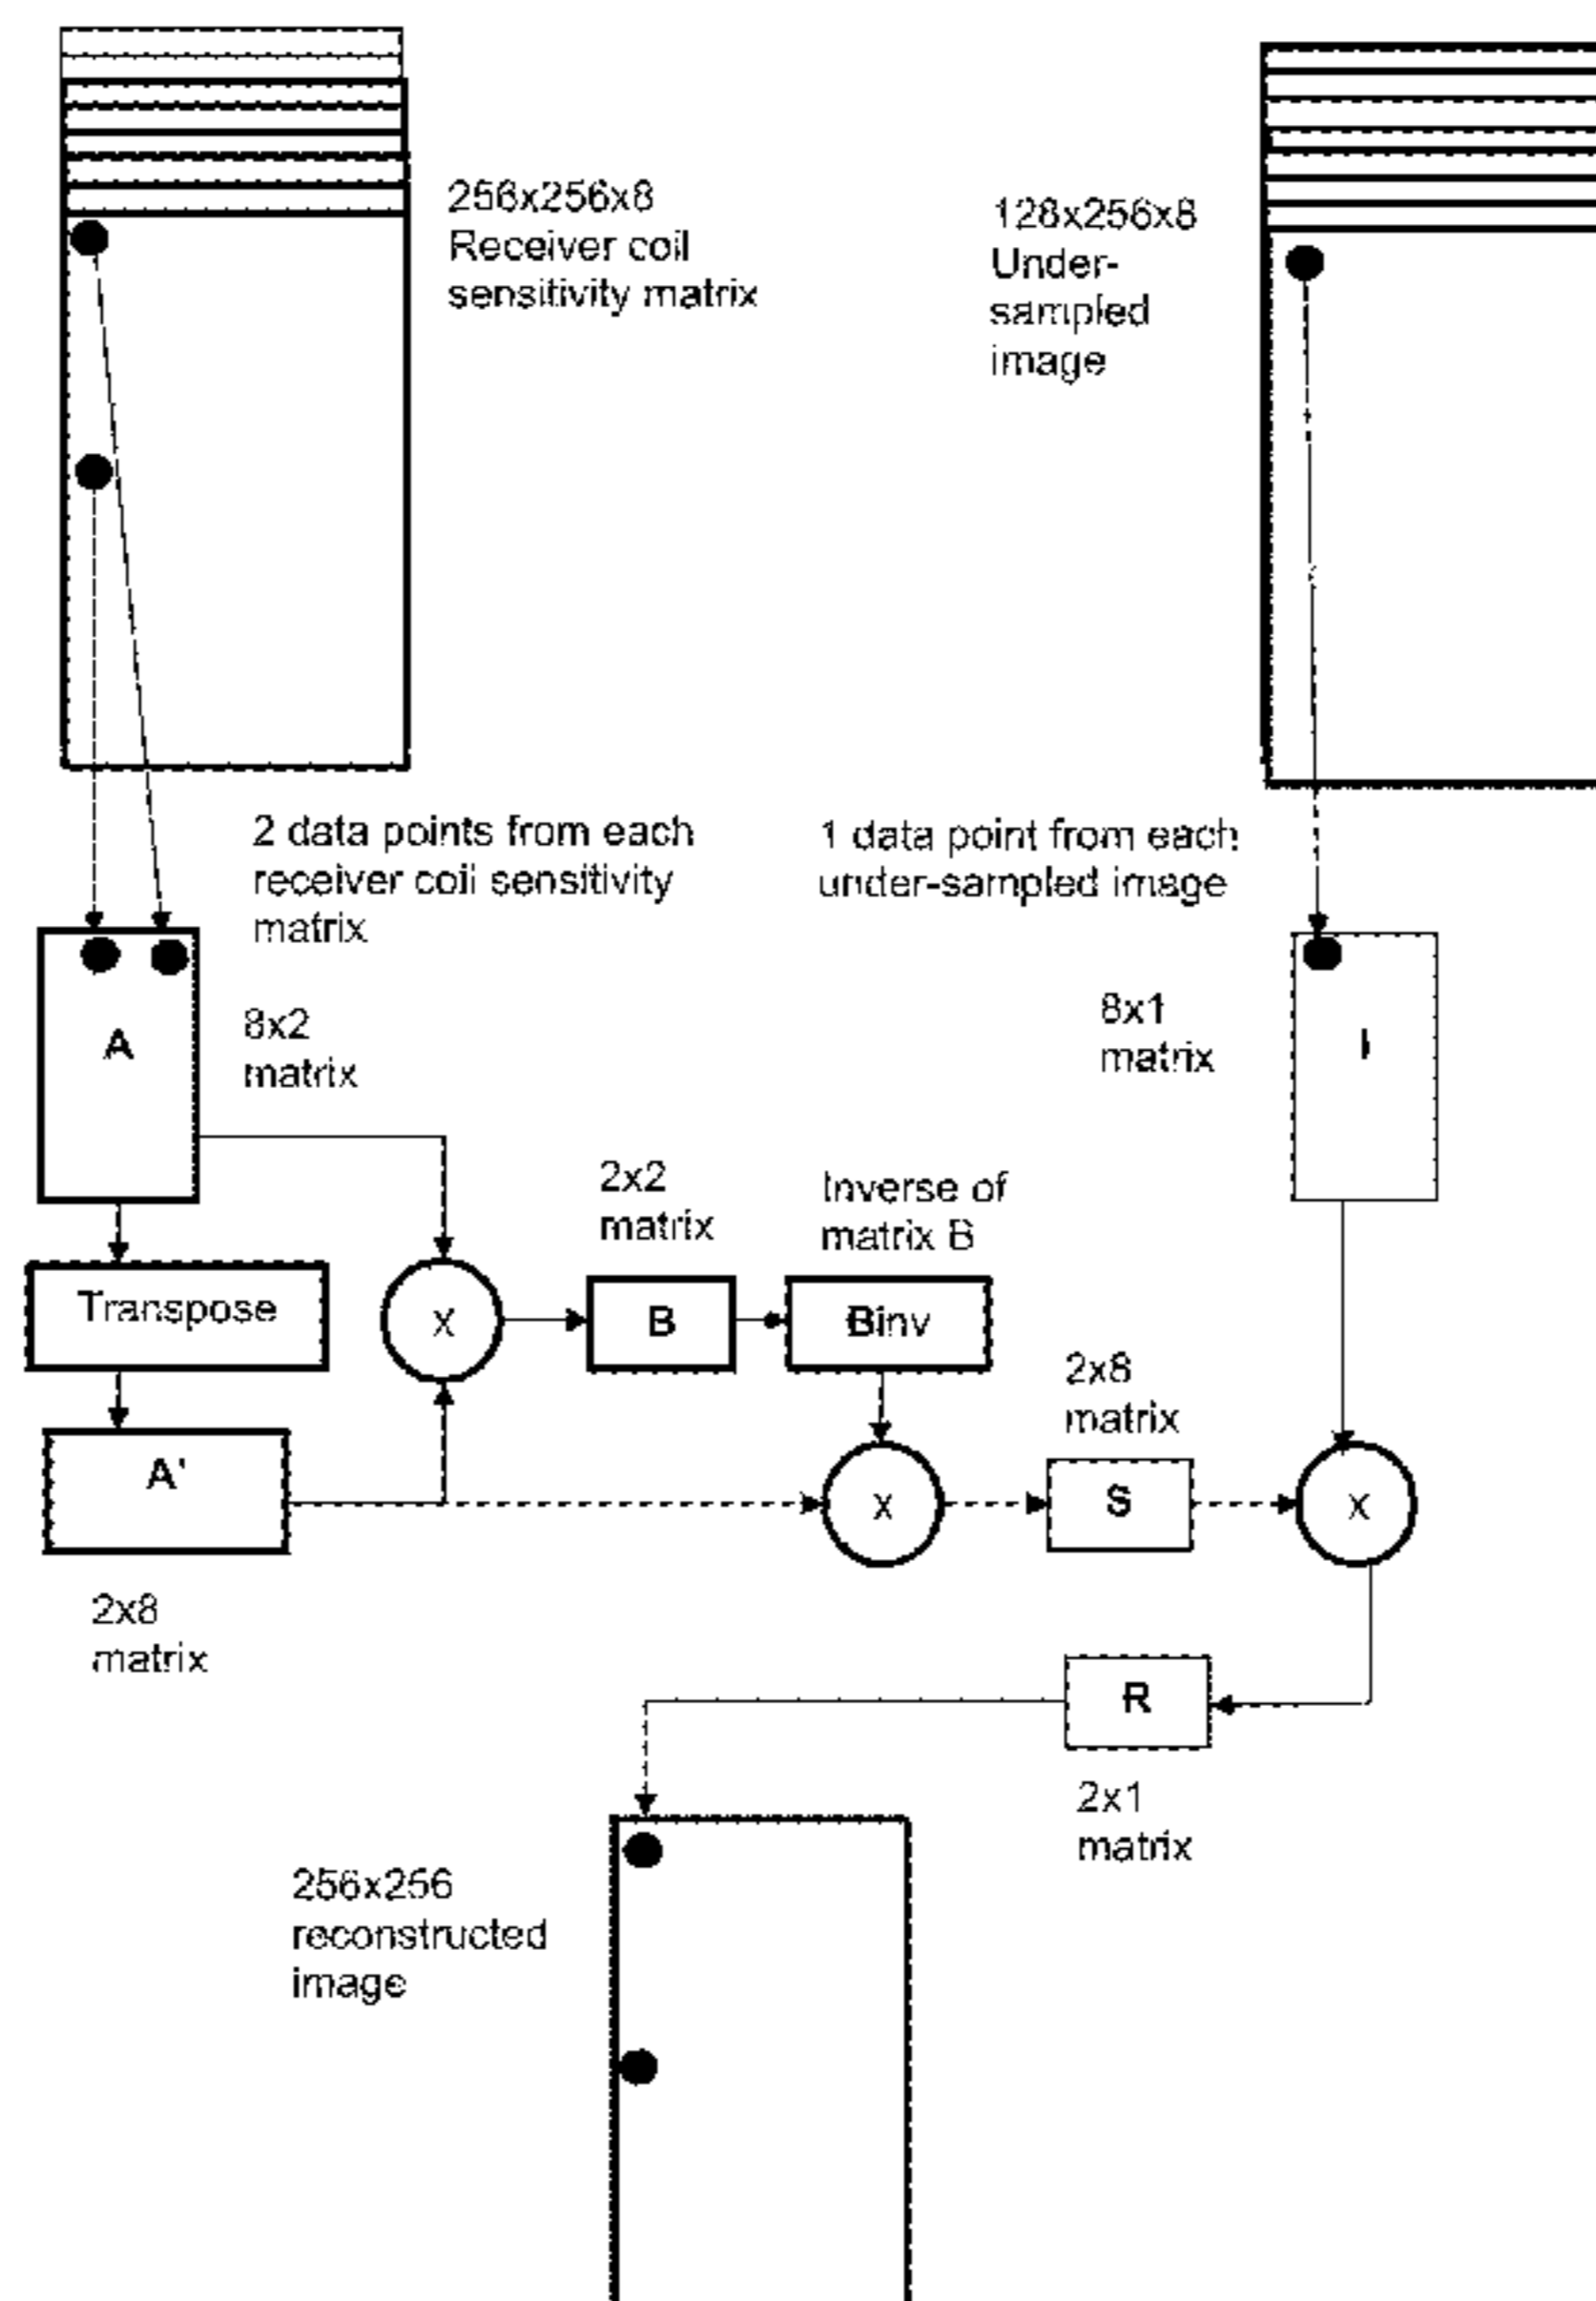 256x256x8
Receiver coil
sensitivity matrix
128x256x8
Under-
sampled
image
2 data points from each
receiver coil sensitivity
matrix
1 data point from each
under-sampled image
A
8x2
matrix
8x1
matrix
I
2x2
matrix
Inverse of
matrix B
Transpose
X
B
Binv
2x8
matrix
A'
X
S
X
2x8
matrix
R
2x1
matrix
256x256
reconstructed
image